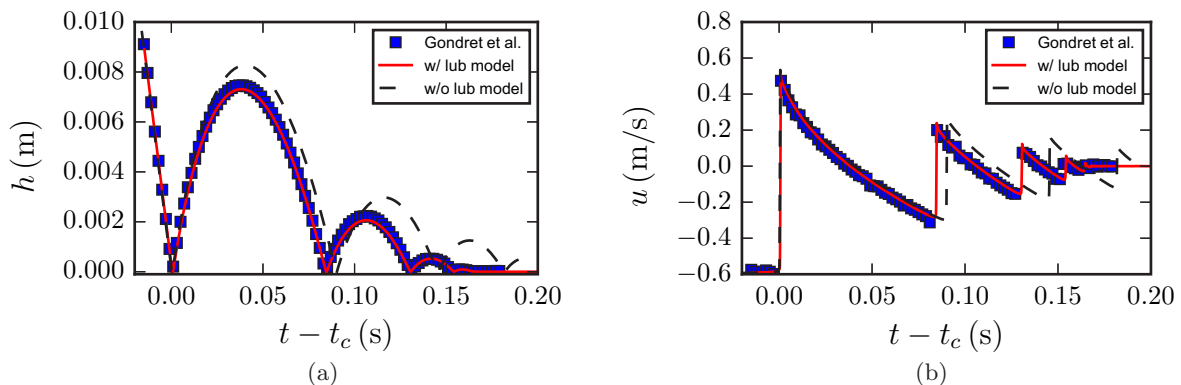 0.010
0.008
0.006
0.004
0.002
0.000
h (m)
Gondret et al.
w/ lub model
w/o lub model
0.00 0.05 0.10 0.15 0.20
t − t_c (s)
(a)
0.8
0.6
0.4
0.2
0.0
−0.2
−0.4
−0.6
u (m/s)
Gondret et al.
w/ lub model
w/o lub model
0.00 0.05 0.10 0.15 0.20
t − t_c (s)
(b)